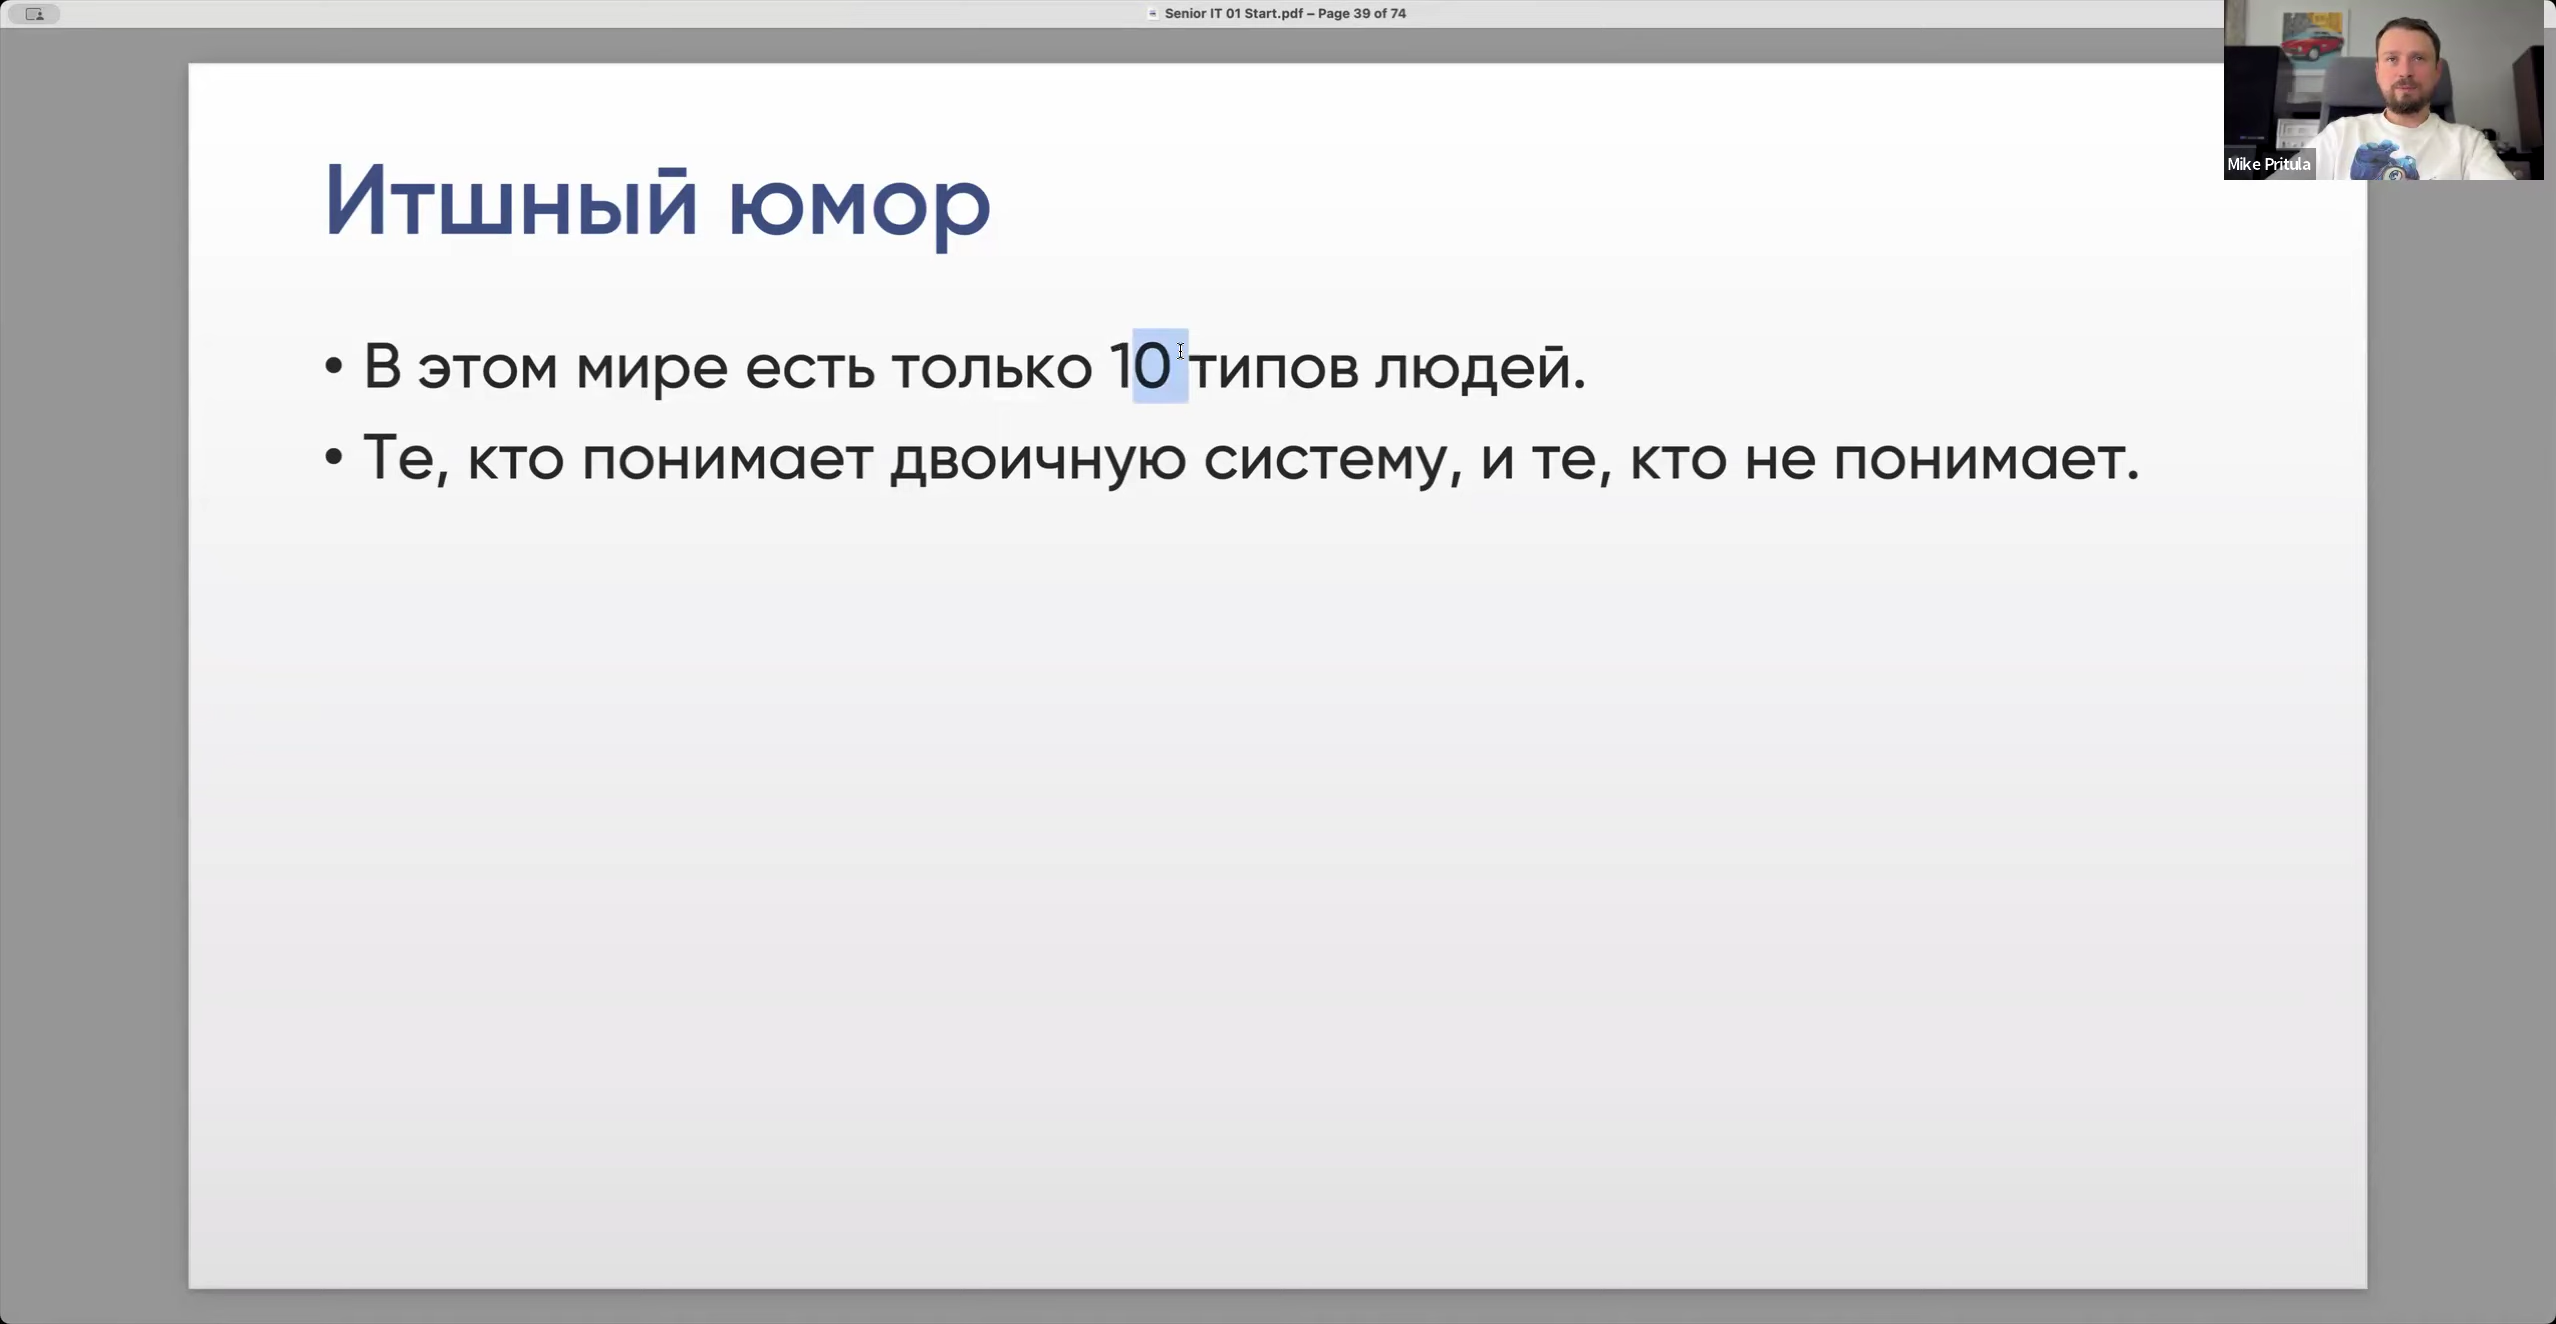 Senior IT 01 Start.pdf – Page 39 of 74
Mike Pritula
Итшный юмор
• В этом мире есть только 10 типов людей.
• Те, кто понимает двоичную систему, и те, кто не понимает.